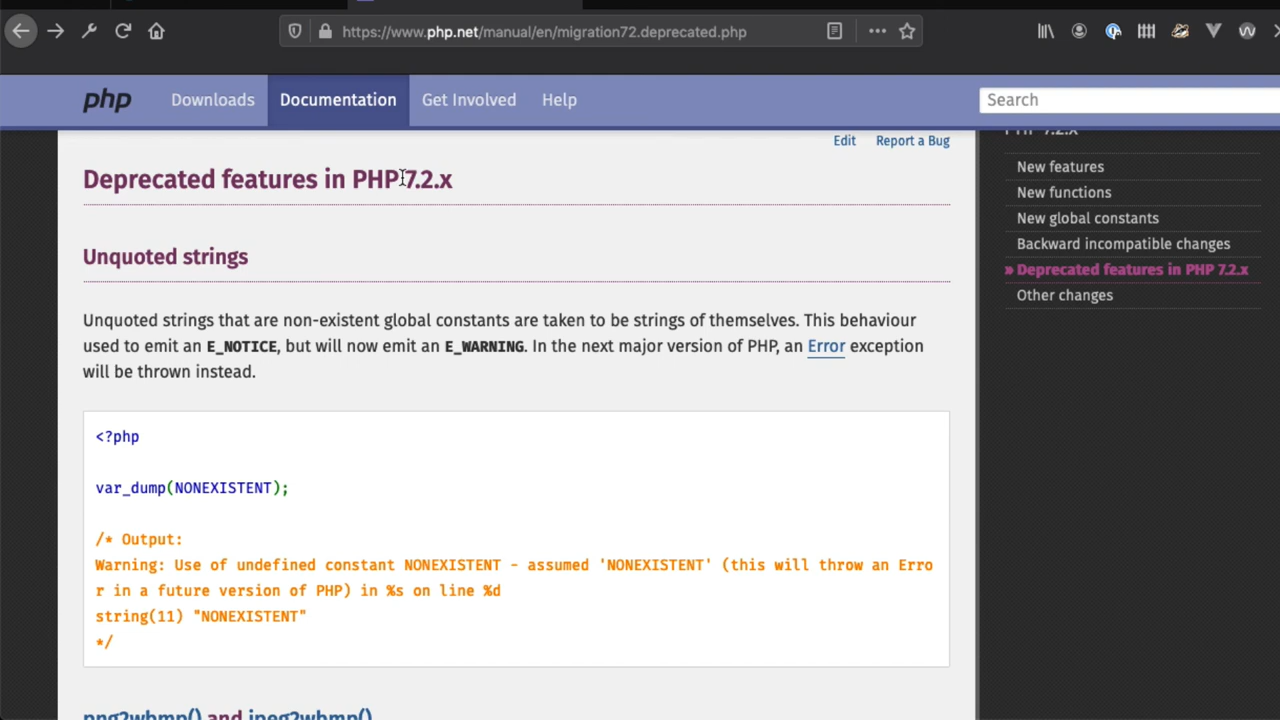 https://www.php.net/manual/en/migration72.deprecated.php
php Downloads Documentation Get Involved Help
Search
Edit Report a Bug
Deprecated features in PHP 7.2.x
Unquoted strings
Unquoted strings that are non-existent global constants are taken to be strings of themselves. This behaviour
used to emit an E_NOTICE, but will now emit an E_WARNING. In the next major version of PHP, an Error exception
will be thrown instead.
<?php
var_dump(NONEXISTENT);
/* Output:
Warning: Use of undefined constant NONEXISTENT - assumed 'NONEXISTENT' (this will throw an Erro
r in a future version of PHP) in %s on line %d
string(11) "NONEXISTENT"
*/
png2wbmp() and jpeg2wbmp()
PHP 7.2.x
New features
New functions
New global constants
Backward incompatible changes
» Deprecated features in PHP 7.2.x
Other changes